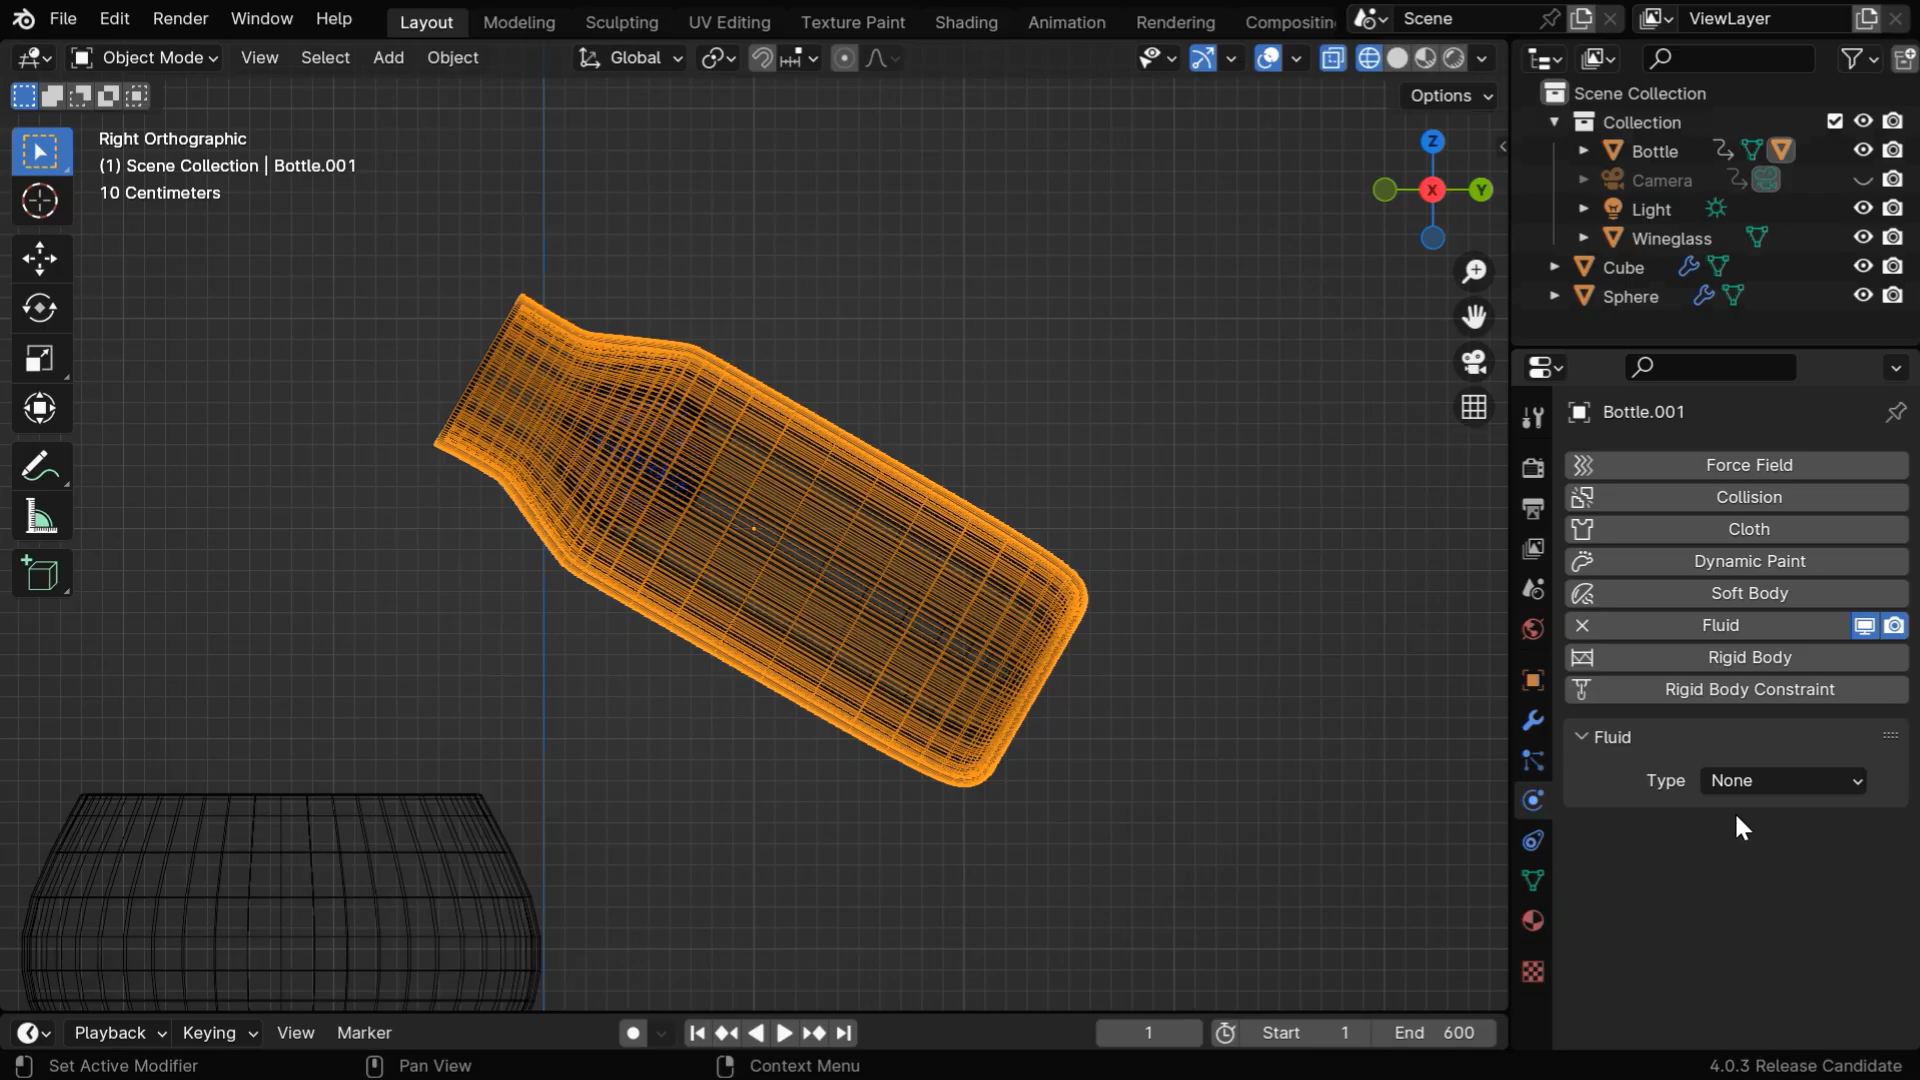 File Edit Render Window Help Layout Modeling Sculpting UV Editing Texture Paint Shading Animation Rendering Compositin Scene ViewLayer
Object Mode View Select Add Object Global
Options
Right Orthographic
(1) Scene Collection | Bottle.001
10 Centimeters
Z
X
Y
Scene Collection
Collection
Bottle
Camera
Light
Wineglass
Cube
Sphere
Bottle.001
Force Field
Collision
Cloth
Dynamic Paint
Soft Body
Fluid
Rigid Body
Rigid Body Constraint
Fluid
Type None
Playback Keying View Marker 1 Start 1 End 600
Set Active Modifier Pan View Context Menu 4.0.3 Release Candidate